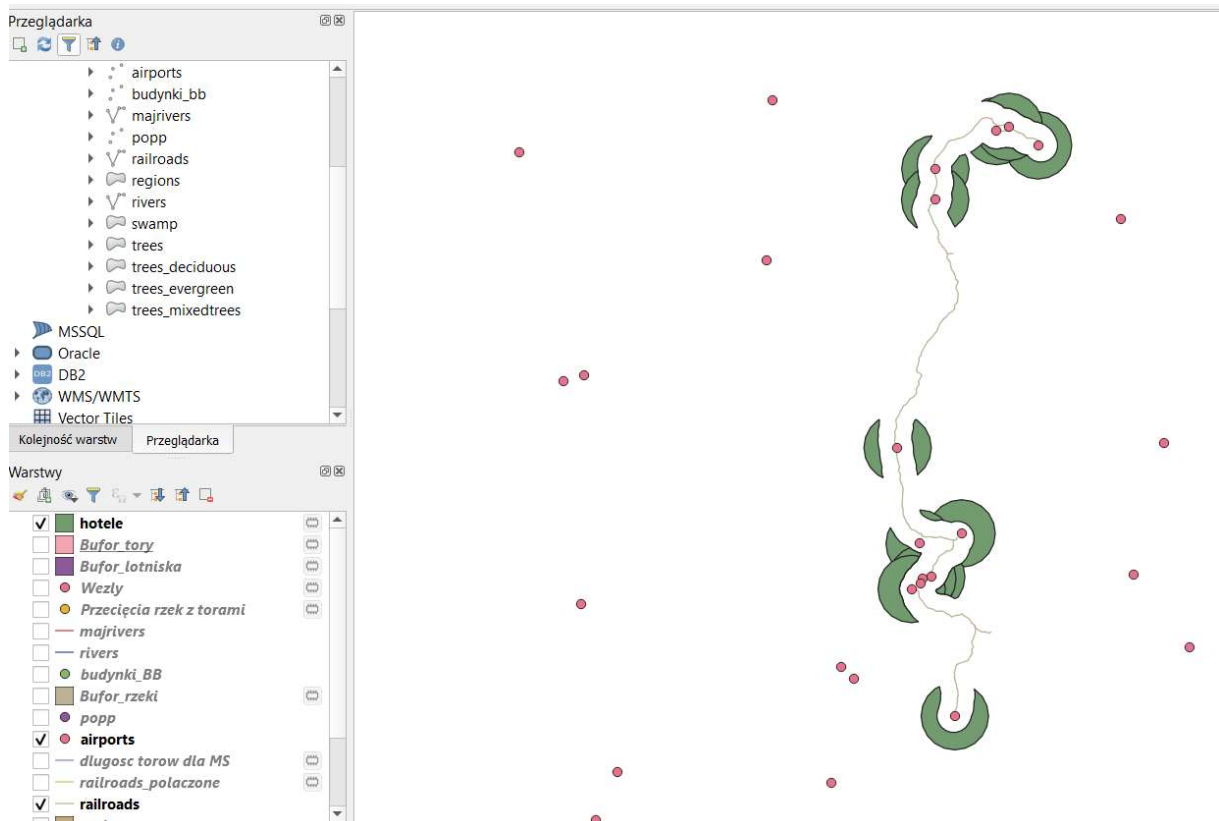 Przeglądarka
airports
budynki_bb
majrivers
popp
railroads
regions
rivers
swamp
trees
trees_deciduous
trees_evergreen
trees_mixedtrees
MSSQL
Oracle
DB2
WMS/WMTS
Vector Tiles
Kolejność warstw Przeglądarka
Warstwy
hotele
Bufor_tory
Bufor_lotniska
Wezly
Przecięcia rzek z torami
majrivers
rivers
budynki_BB
Bufor_rzeki
popp
airports
dlugosc torow dla MS
railroads_polaczone
railroads